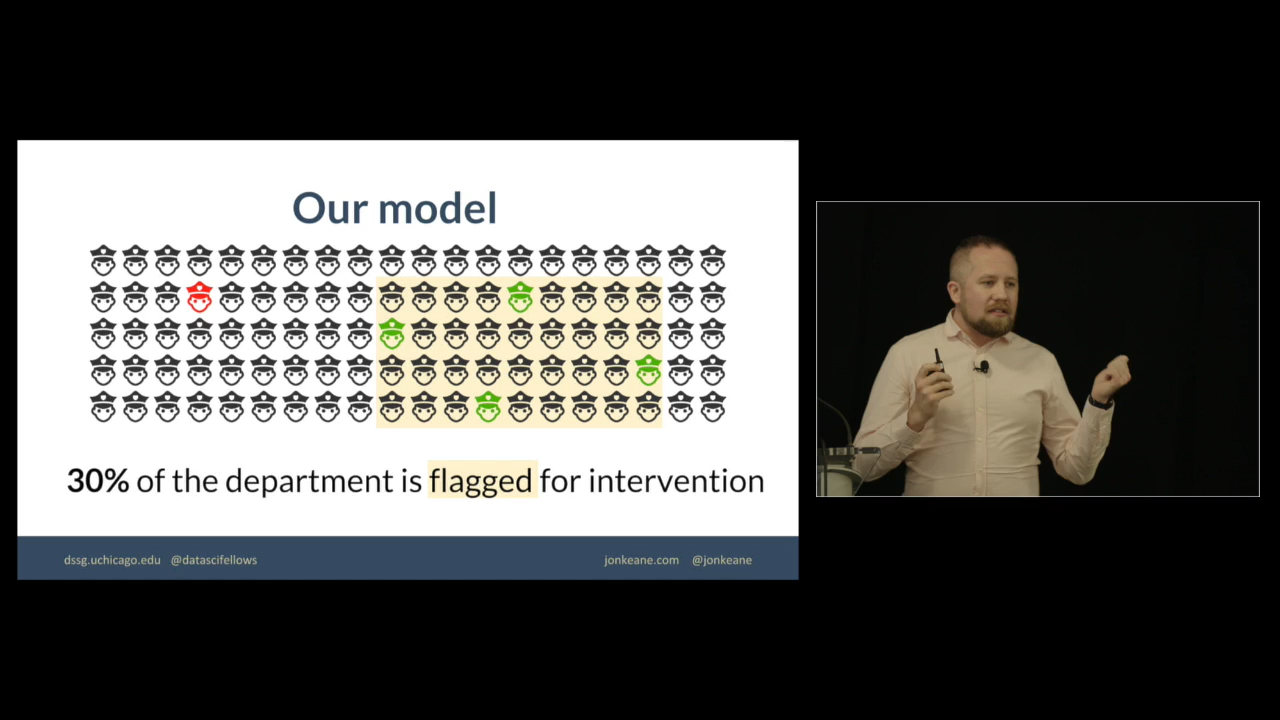 Our model
30% of the department is flagged for intervention
dssg.uchicago.edu @datascifellows
jonkeane.com @jonkeane